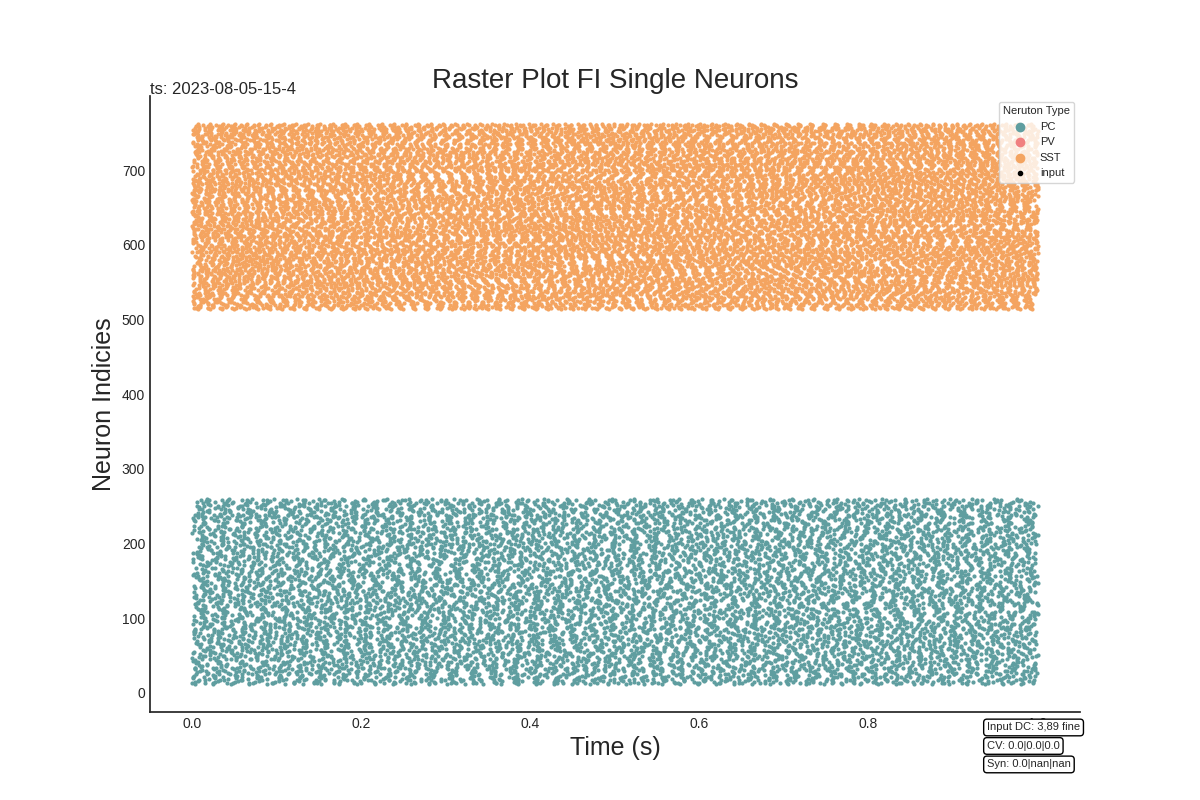 Raster Plot FI Single Neurons
ts: 2023-08-05-15-4
Neruton Type
PC
PV
SST
input
700
600
500
400
300
200
100
0
Neuron Indicies
0.0 0.2 0.4 0.6 0.8
Time (s)
Input DC: 3,89 fine
CV: 0.0|0.0|0.0
Syn: 0.0|nan|nan